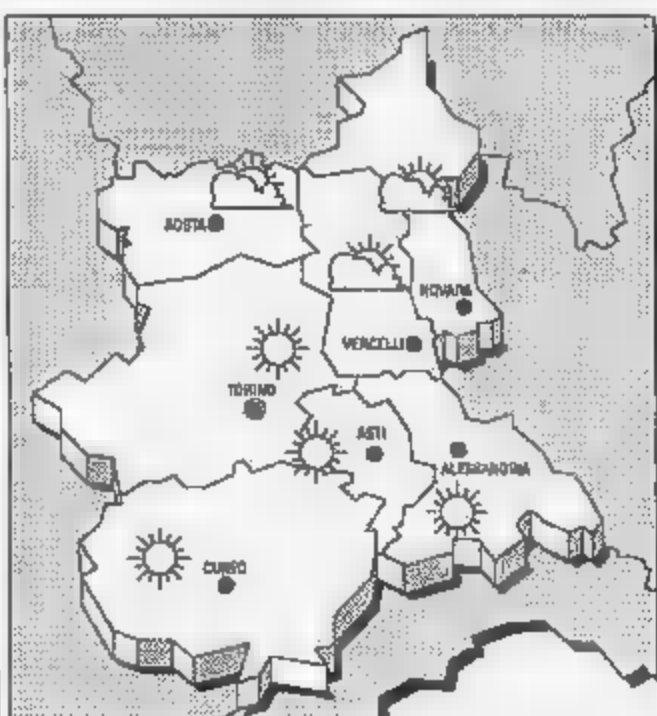 AOSTA
NOVARA
VERCELLI
TORINO
ASTI
ALESSANDRIA
CUNEO